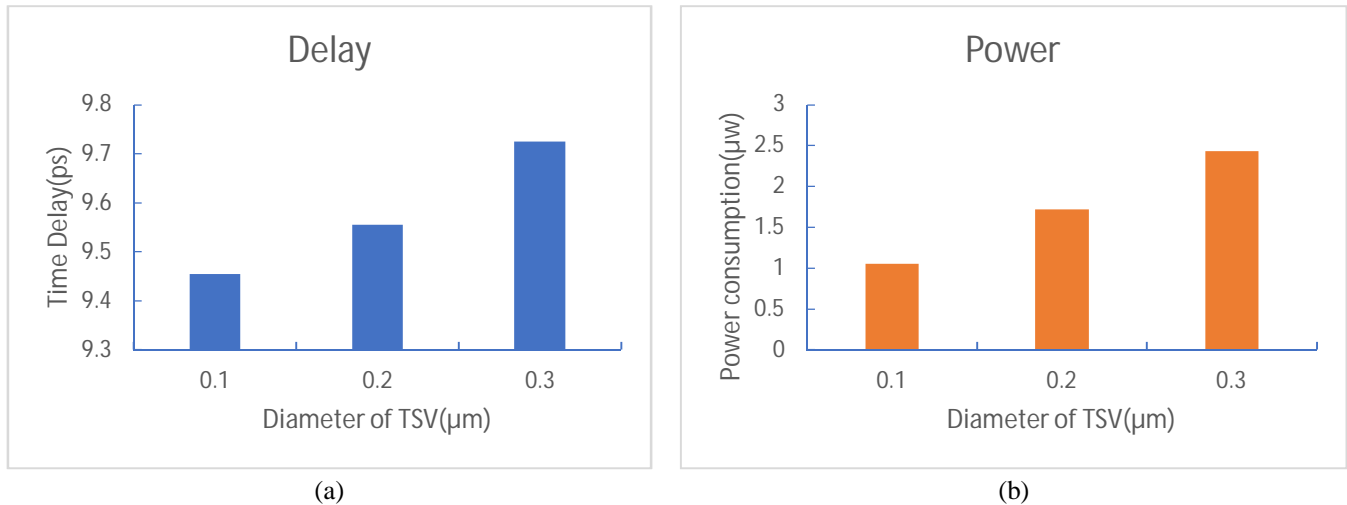 Delay
Time Delay(ps)
9.8
9.7
9.6
9.5
9.4
9.3
0.1 0.2 0.3
Diameter of TSV(µm)
(a)
Power
Power consumption(µw)
3
2.5
2
1.5
1
0.5
0
0.1 0.2 0.3
Diameter of TSV(µm)
(b)